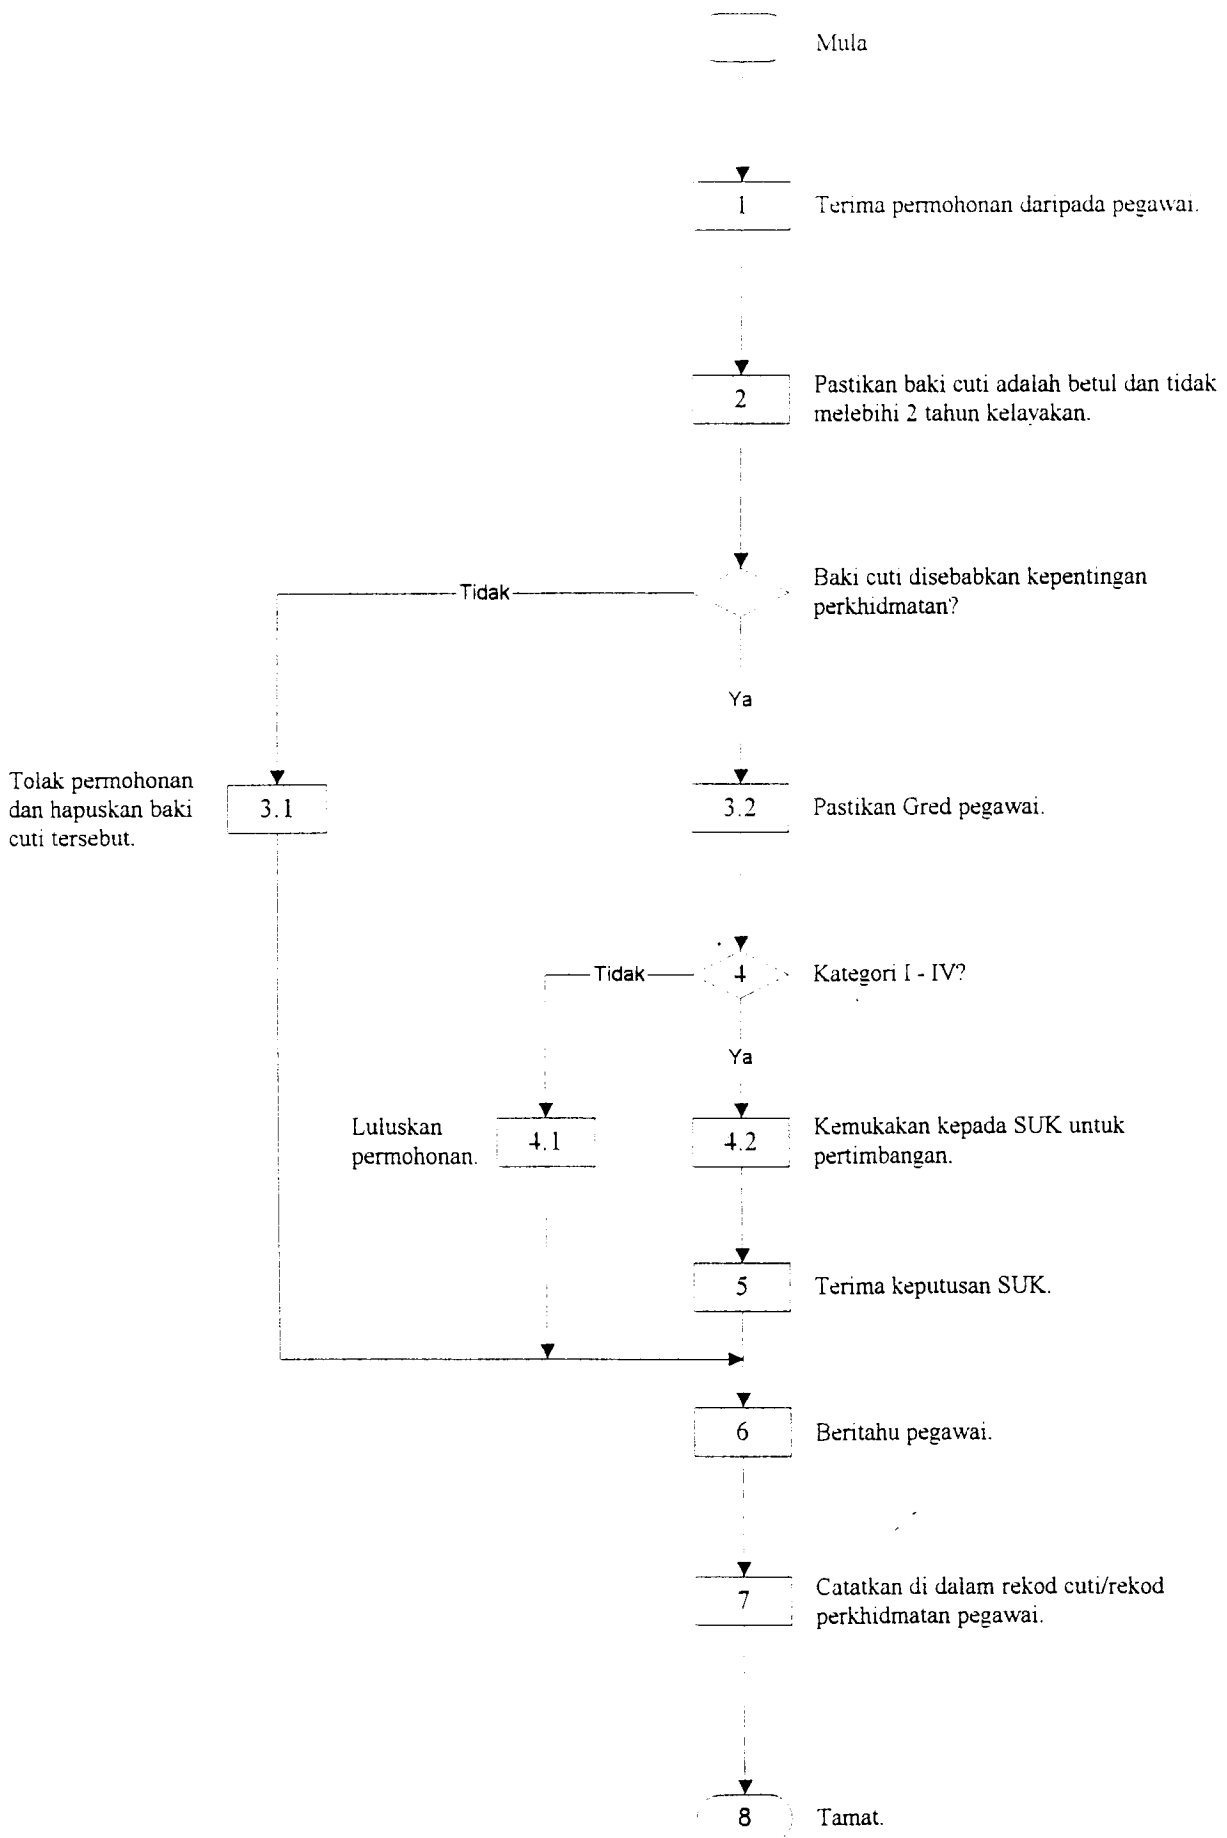 Mula
1
Terima permohonan daripada pegawai.
2
Pastikan baki cuti adalah betul dan tidak
melebihi 2 tahun kelayakan.
Baki cuti disebabkan kepentingan
perkhidmatan?
Tidak
Ya
Tolak permohonan
dan hapuskan baki
cuti tersebut.
3.1
3.2
Pastikan Gred pegawai.
Tidak
4
Kategori I - IV?
Ya
Luluskan
permohonan.
4.1
4.2
Kemukakan kepada SUK untuk
pertimbangan.
5
Terima keputusan SUK.
6
Beritahu pegawai.
7
Catatkan di dalam rekod cuti/rekod
perkhidmatan pegawai.
8
Tamat.